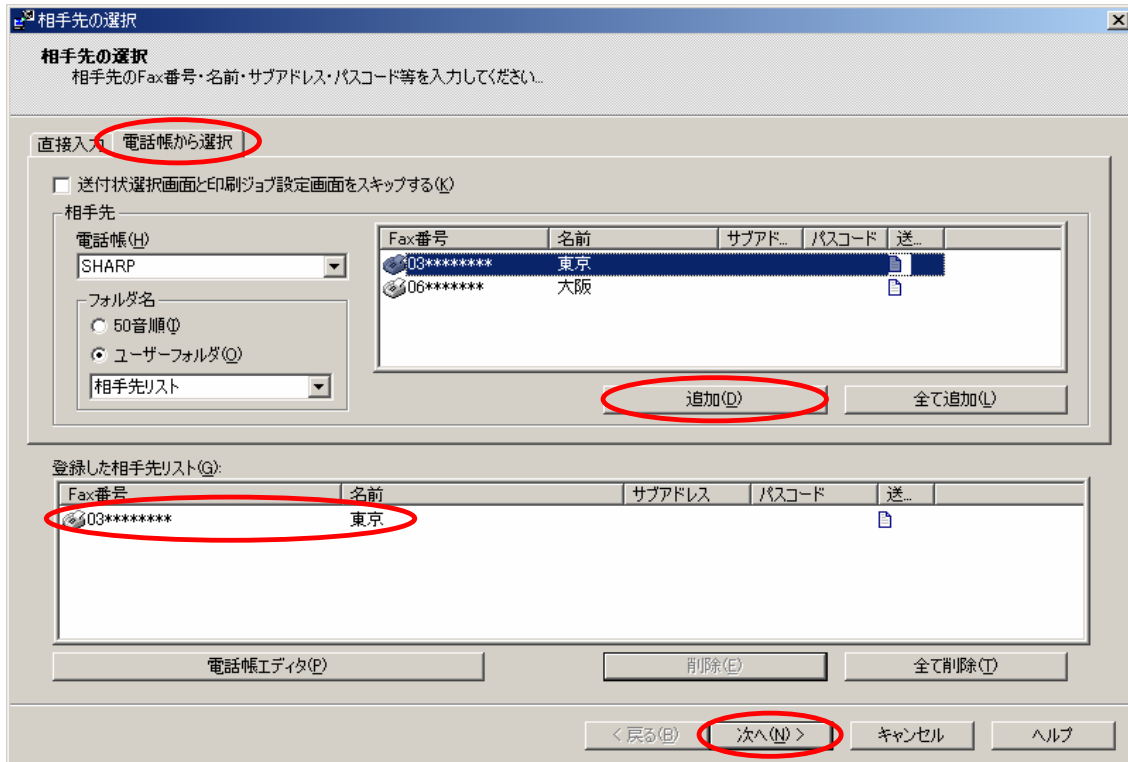 相手先の選択
相手先の選択
相手先のFax番号・名前・サブアドレス・パスコード等を入力してください...
直接入力 電話帳から選択
送付状選択画面と印刷ジョブ設定画面をスキップする(K)
相手先
電話帳(H)
SHARP
フォルダ名
50音順(I)
ユーザーフォルダ(O)
相手先リスト
Fax番号 名前 サブアド... パスコード 送...
03******** 東京
06******* 大阪
追加(D) 全て追加(L)
登録した相手先リスト(G):
Fax番号 名前 サブアドレス パスコード 送...
03******** 東京
電話帳エディタ(P) 削除(E) 全て削除(T)
< 戻る(B) 次へ(N) > キャンセル ヘルプ